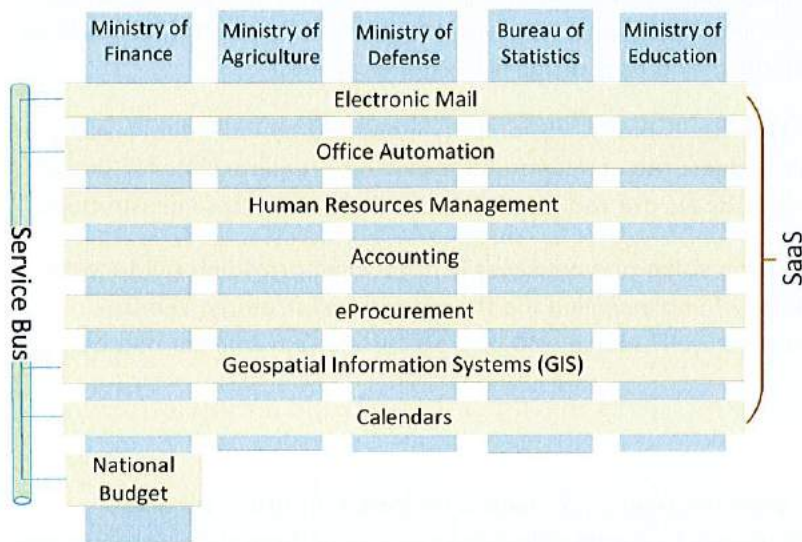 Ministry of Finance
Ministry of Agriculture
Ministry of Defense
Bureau of Statistics
Ministry of Education
Electronic Mail
Office Automation
Human Resources Management
Accounting
eProcurement
Geospatial Information Systems (GIS)
Calendars
National
Budget
Service Bus
SaaS